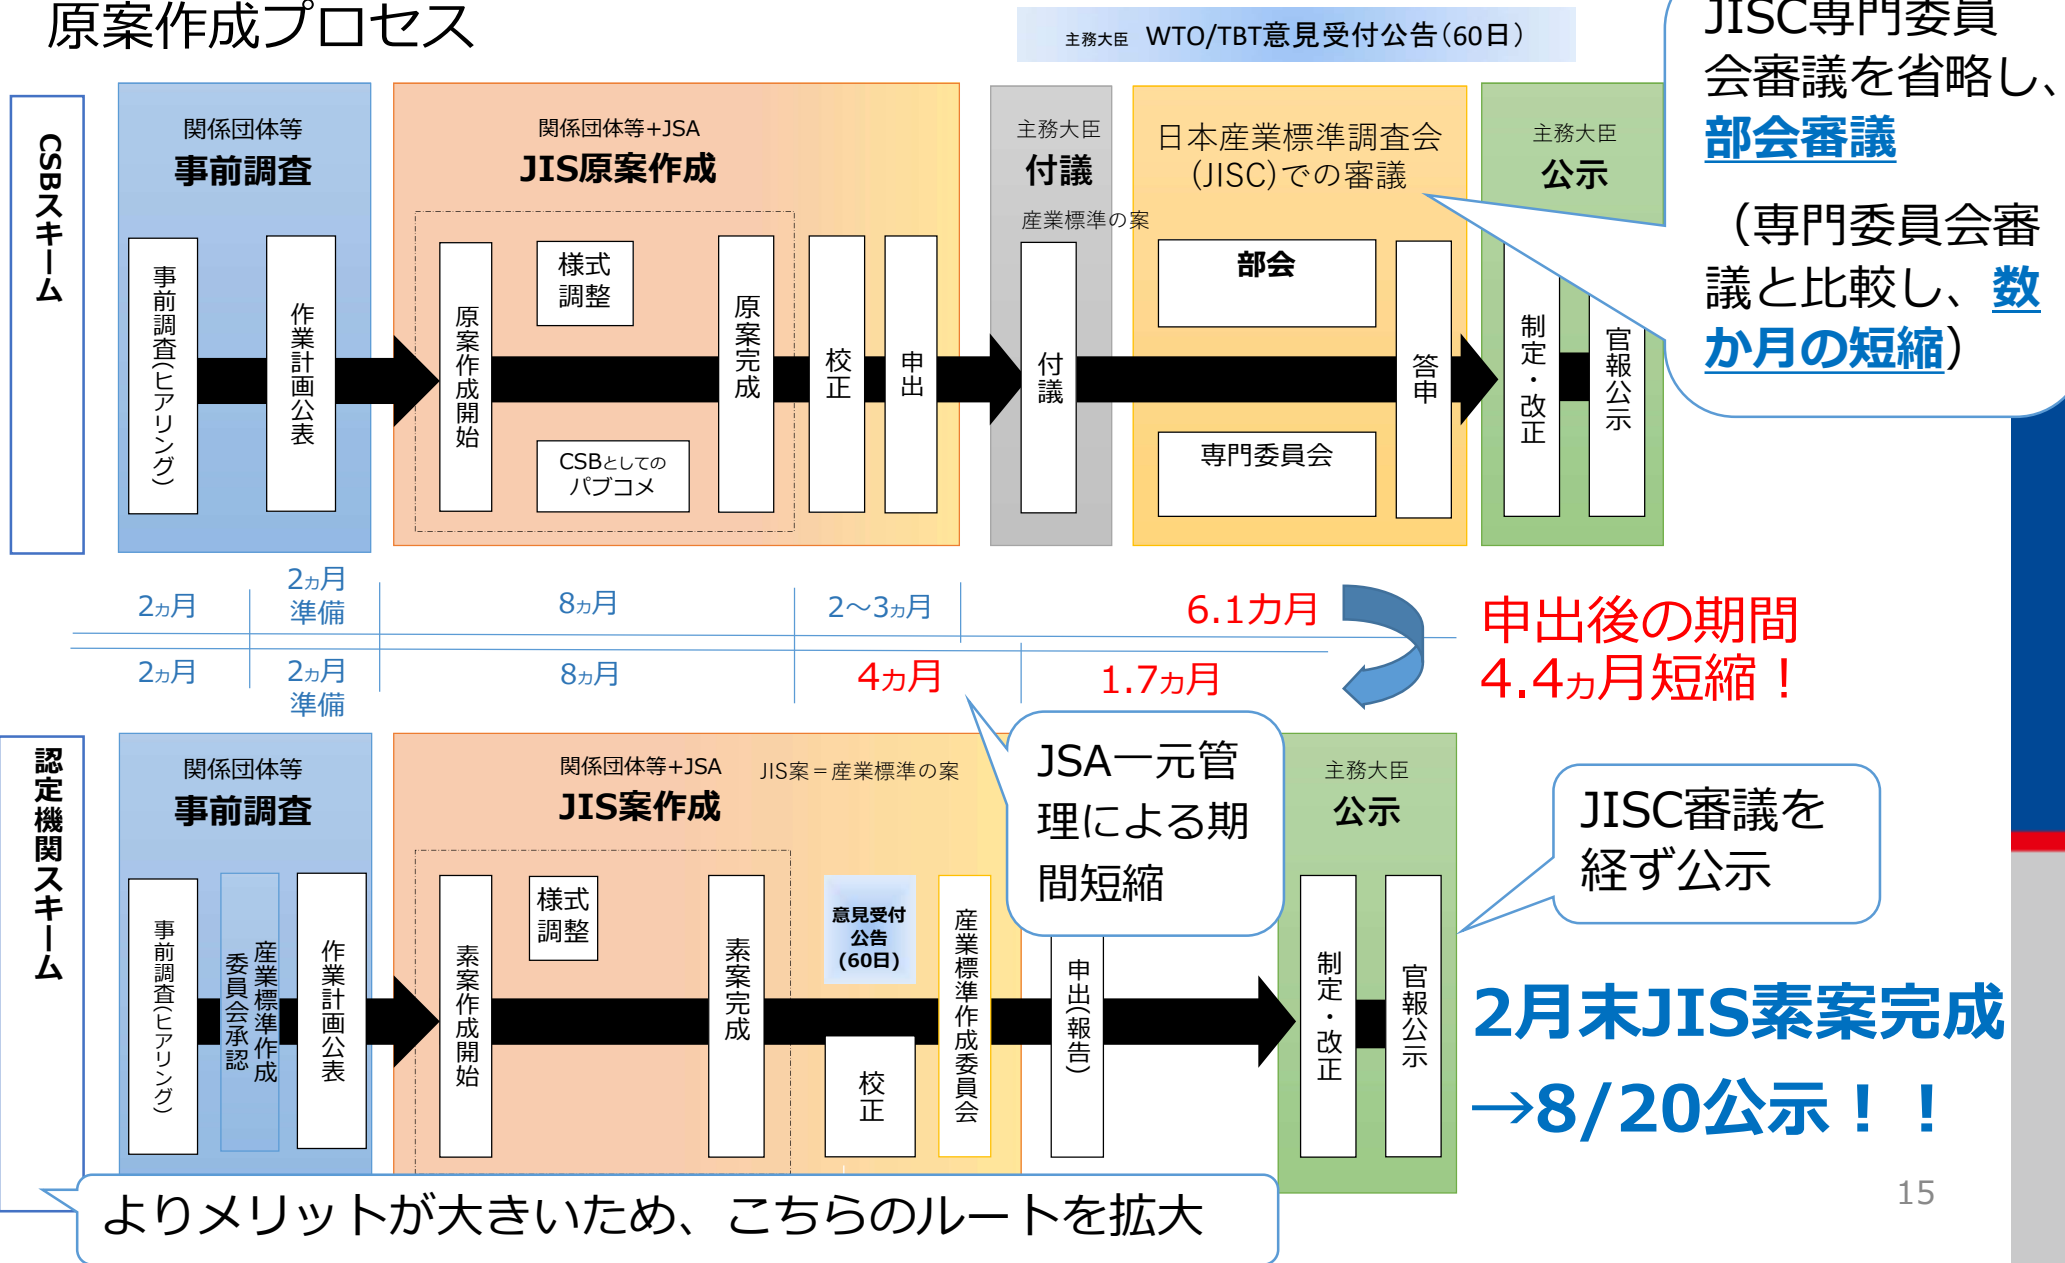 原案作成プロセス
主務大臣 WTO/TBT意見受付公告(60日)
JISC専門委員
会審議を省略し、
部会審議
(専門委員会審
議と比較し、数
か月の短縮)
CSBスキーム
関係団体等
事前調査
事前調査(ヒアリング)
作業計画公表
関係団体等+JSA
JIS原案作成
原案作成開始
様式
調整
CSBとしての
パブコメ
原案完成
校正
申出
主務大臣
付議
産業標準の案
付議
日本産業標準調査会
(JISC)での審議
部会
専門委員会
答申
主務大臣
公示
制定・改正
官報公示
2カ月
2カ月
準備
8カ月
2～3カ月
6.1カ月
2カ月
2カ月
準備
8カ月
4カ月
1.7カ月
申出後の期間
4.4カ月短縮！
認定機関スキーム
関係団体等
事前調査
事前調査(ヒアリング)
産業標準作成
委員会承認
作業計画公表
関係団体等+JSA
JIS案作成
JIS案＝産業標準の案
素案作成開始
様式
調整
素案完成
意見受付
公告
(60日)
校正
産業標準作成委員会
JSA一元管
理による期
間短縮
申出(報告)
主務大臣
公示
制定・改正
官報公示
JISC審議を
経ず公示
2月末JIS素案完成
→8/20公示！！
よりメリットが大きいため、こちらのルートを拡大
15